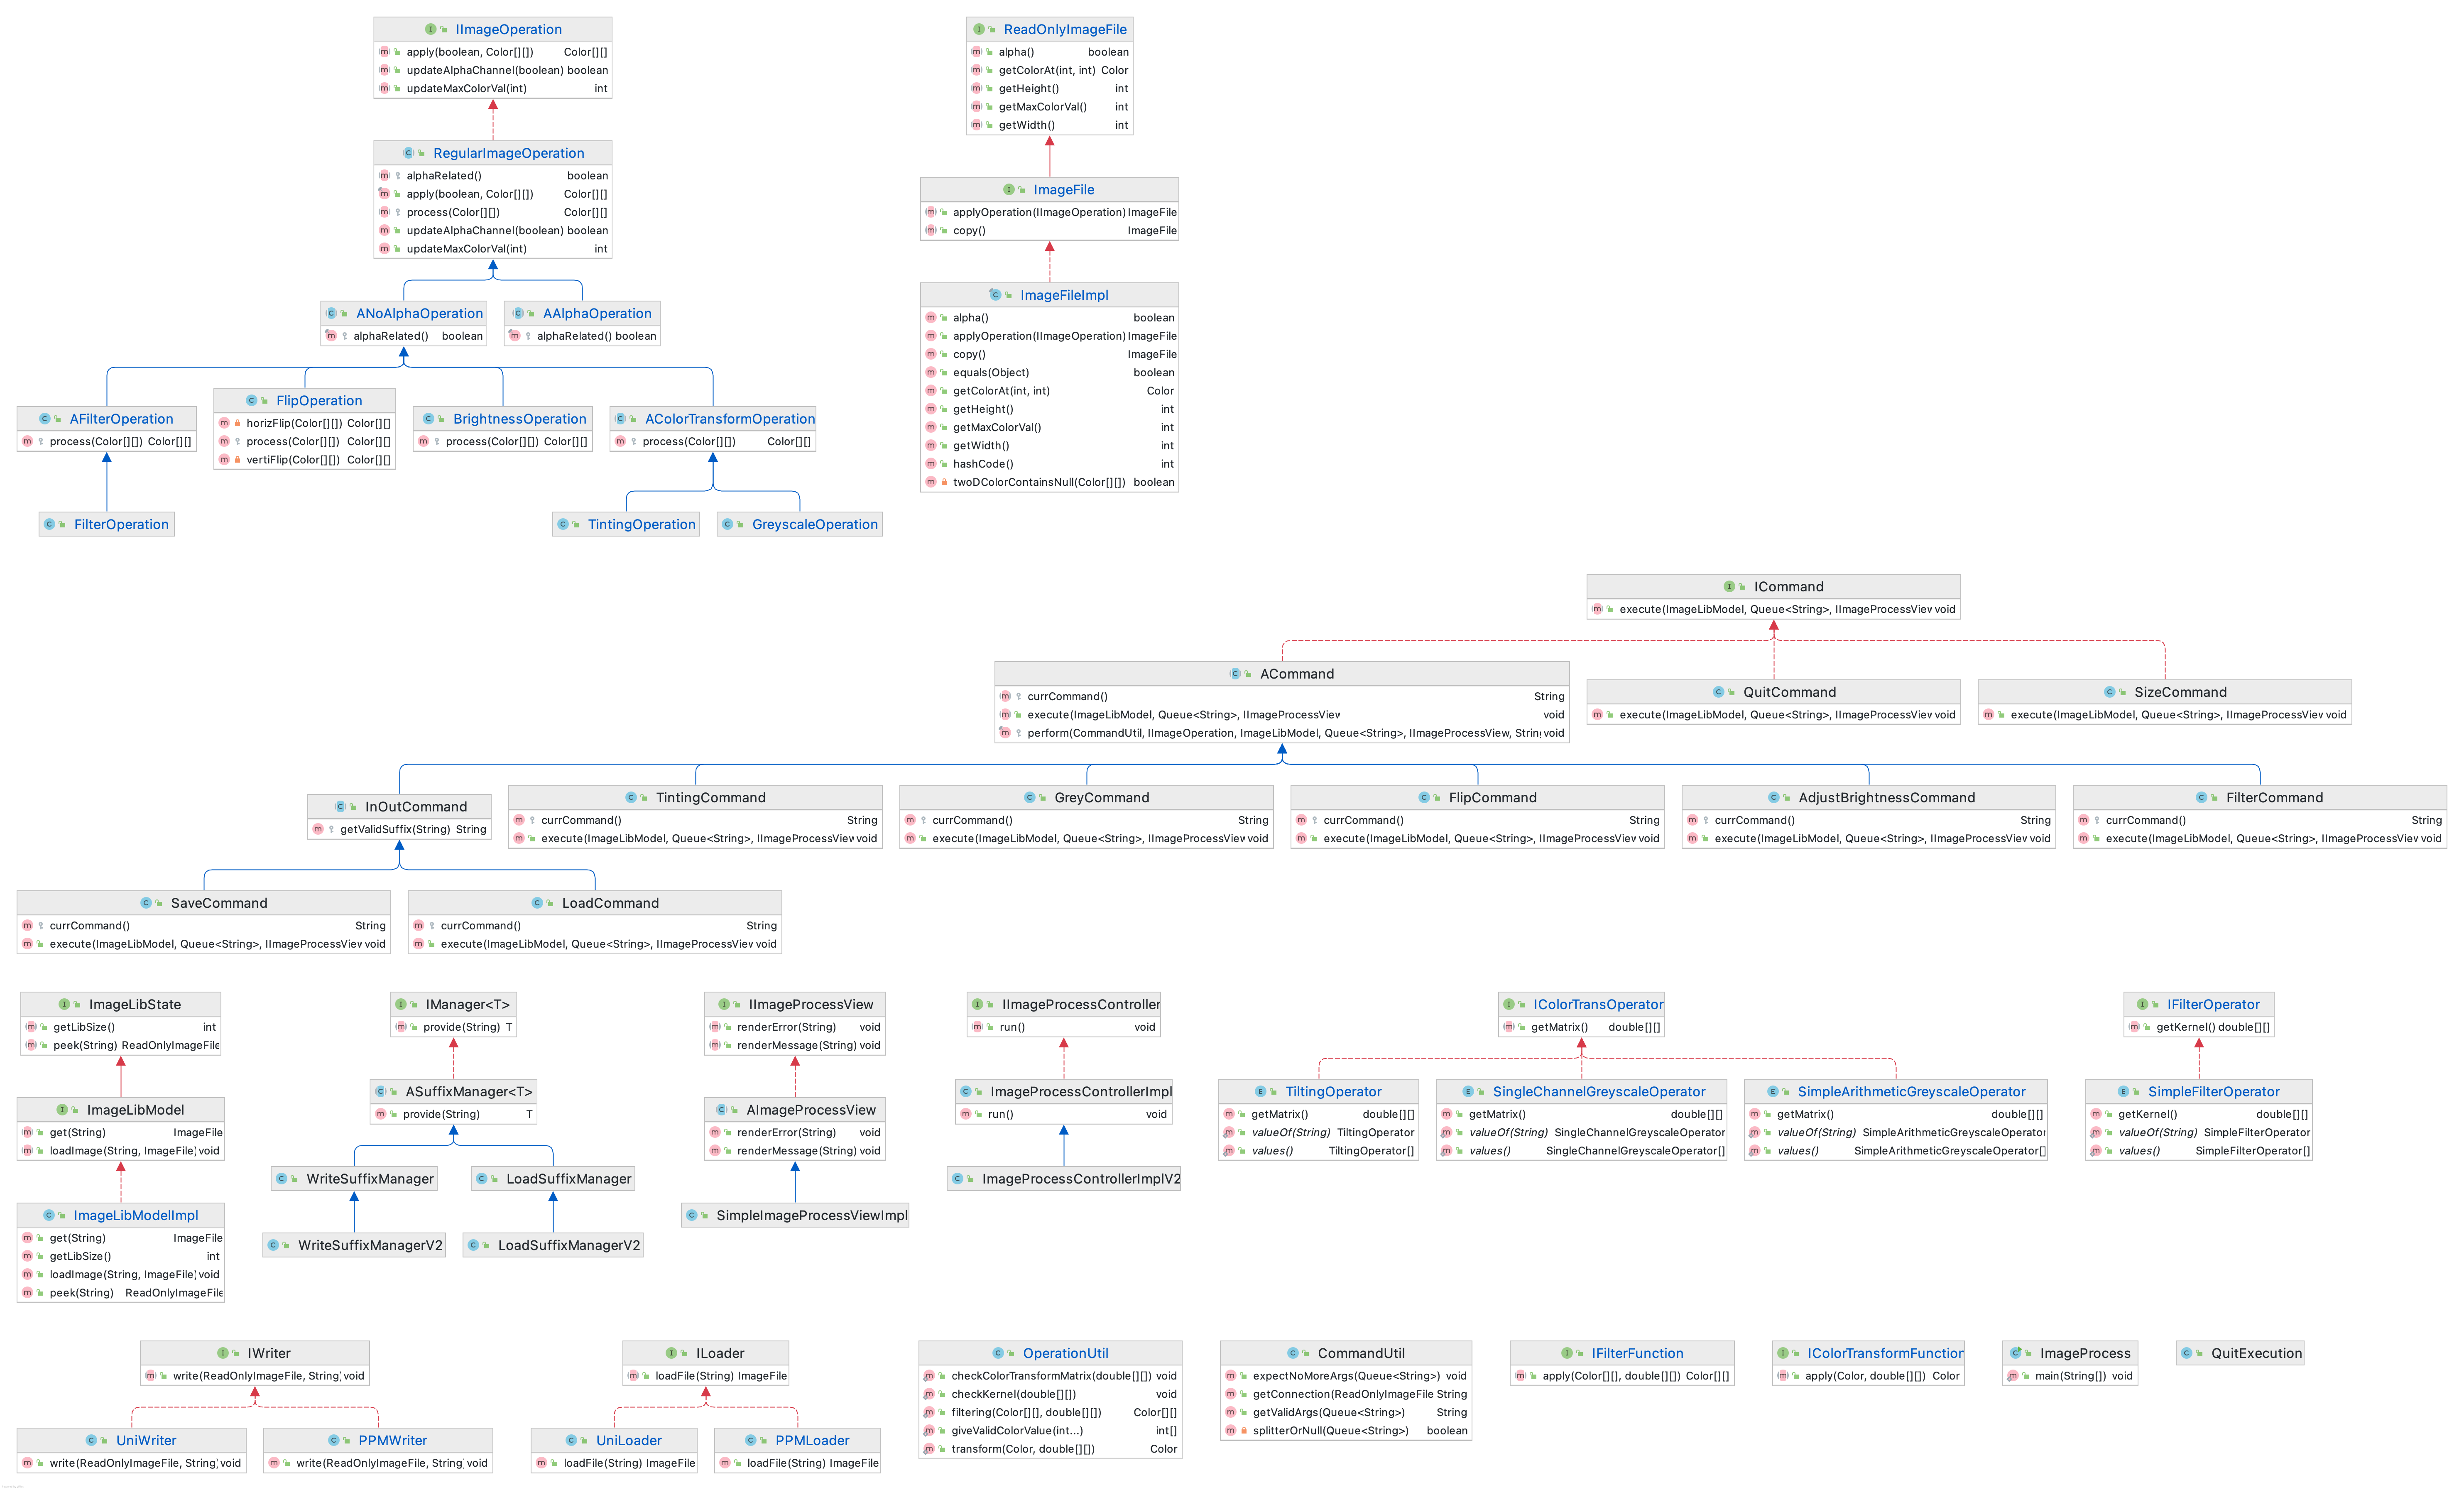 IImageOperation
apply(boolean, Color[][]) Color[][]
updateAlphaChannel(boolean) boolean
updateMaxColorVal(int) int
ReadOnlyImageFile
alpha() boolean
getColorAt(int, int) Color
getHeight() int
getMaxColorVal() int
getWidth() int
RegularImageOperation
alphaRelated() boolean
apply(boolean, Color[][]) Color[][]
process(Color[][]) Color[][]
updateAlphaChannel(boolean) boolean
updateMaxColorVal(int) int
ImageFile
applyOperation(IImageOperation) ImageFile
copy() ImageFile
ANoAlphaOperation
alphaRelated() boolean
AAlphaOperation
alphaRelated() boolean
ImageFileImpl
alpha() boolean
applyOperation(IImageOperation) ImageFile
copy() ImageFile
equals(Object) boolean
getColorAt(int, int) Color
getHeight() int
getMaxColorVal() int
getWidth() int
hashCode() int
twoDColorContainsNull(Color[][]) boolean
AFilterOperation
process(Color[][]) Color[][]
FlipOperation
horizFlip(Color[][]) Color[][]
process(Color[][]) Color[][]
vertiFlip(Color[][]) Color[][]
BrightnessOperation
process(Color[][]) Color[][]
AColorTransformOperation
process(Color[][]) Color[][]
FilterOperation
TintingOperation
GreyscaleOperation
ICommand
execute(ImageLibModel, Queue<String>, IImageProcessView void
ACommand
currCommand() String
execute(ImageLibModel, Queue<String>, IImageProcessView void
perform(CommandUtil, IImageOperation, ImageLibModel, Queue<String>, IImageProcessView, String void
QuitCommand
execute(ImageLibModel, Queue<String>, IImageProcessView void
SizeCommand
execute(ImageLibModel, Queue<String>, IImageProcessView void
InOutCommand
getValidSuffix(String) String
TintingCommand
currCommand() String
execute(ImageLibModel, Queue<String>, IImageProcessView void
GreyCommand
currCommand() String
execute(ImageLibModel, Queue<String>, IImageProcessView void
FlipCommand
currCommand() String
execute(ImageLibModel, Queue<String>, IImageProcessView void
AdjustBrightnessCommand
currCommand() String
execute(ImageLibModel, Queue<String>, IImageProcessView void
FilterCommand
currCommand() String
execute(ImageLibModel, Queue<String>, IImageProcessView void
SaveCommand
currCommand() String
execute(ImageLibModel, Queue<String>, IImageProcessView void
LoadCommand
currCommand() String
execute(ImageLibModel, Queue<String>, IImageProcessView void
ImageLibState
getLibSize() int
peek(String) ReadOnlyImageFile
IManager<T>
provide(String) T
IImageProcessView
renderError(String) void
renderMessage(String) void
IImageProcessController
run() void
IColorTransOperator
getMatrix() double[][]
IFilterOperator
getKernel() double[][]
ImageLibModel
get(String) ImageFile
loadImage(String, ImageFile) void
ASuffixManager<T>
provide(String) T
AImageProcessView
renderError(String) void
renderMessage(String) void
ImageProcessControllerImpl
run() void
TiltingOperator
getMatrix() double[][]
valueOf(String) TiltingOperator
values() TiltingOperator[]
SingleChannelGreyscaleOperator
getMatrix() double[][]
valueOf(String) SingleChannelGreyscaleOperator
values() SingleChannelGreyscaleOperator[]
SimpleArithmeticGreyscaleOperator
getMatrix() double[][]
valueOf(String) SimpleArithmeticGreyscaleOperator
values() SimpleArithmeticGreyscaleOperator[]
SimpleFilterOperator
getKernel() double[][]
valueOf(String) SimpleFilterOperator
values() SimpleFilterOperator[]
WriteSuffixManager
LoadSuffixManager
ImageProcessControllerImplV2
ImageLibModelImpl
get(String) ImageFile
getLibSize() int
loadImage(String, ImageFile) void
peek(String) ReadOnlyImageFile
SimpleImageProcessViewImpl
WriteSuffixManagerV2
LoadSuffixManagerV2
IWriter
write(ReadOnlyImageFile, String) void
ILoader
loadFile(String) ImageFile
OperationUtil
checkColorTransformMatrix(double[][]) void
checkKernel(double[][]) void
filtering(Color[][], double[][]) Color[][]
giveValidColorValue(int...) int[]
transform(Color, double[][]) Color
CommandUtil
expectNoMoreArgs(Queue<String>) void
getConnection(ReadOnlyImageFile String
getValidArgs(Queue<String>) String
splitterOrNull(Queue<String>) boolean
IFilterFunction
apply(Color[][], double[][]) Color[][]
IColorTransformFunction
apply(Color, double[][]) Color
ImageProcess
main(String[]) void
QuitExecution
UniWriter
write(ReadOnlyImageFile, String) void
PPMWriter
write(ReadOnlyImageFile, String) void
UniLoader
loadFile(String) ImageFile
PPMLoader
loadFile(String) ImageFile